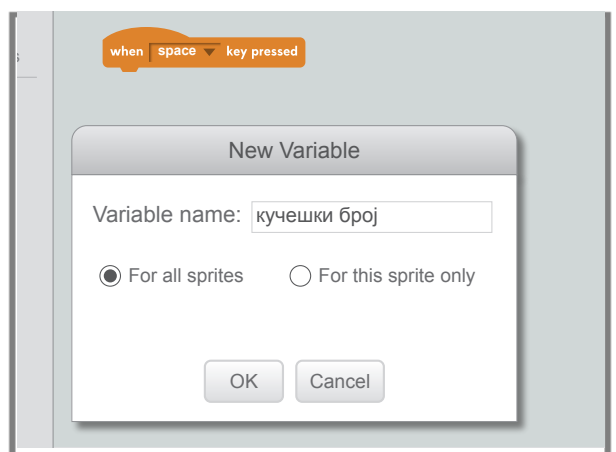 when space key pressed
New Variable
Variable name: кучешки број
For all sprites For this sprite only
OK Cancel